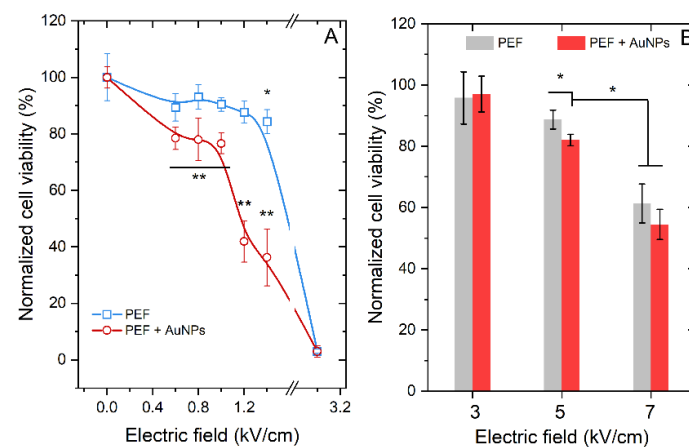 A
Normalized cell viability (%)
120
100
80
60
40
20
0
*
**
**
**
PEF
PEF + AuNPs
0.0 0.4 0.8 1.2 3.2
Electric field (kV/cm)
B
Normalized cell viability (%)
120
100
80
60
40
20
0
PEF PEF + AuNPs
* *
3 5 7
Electric field (kV/cm)